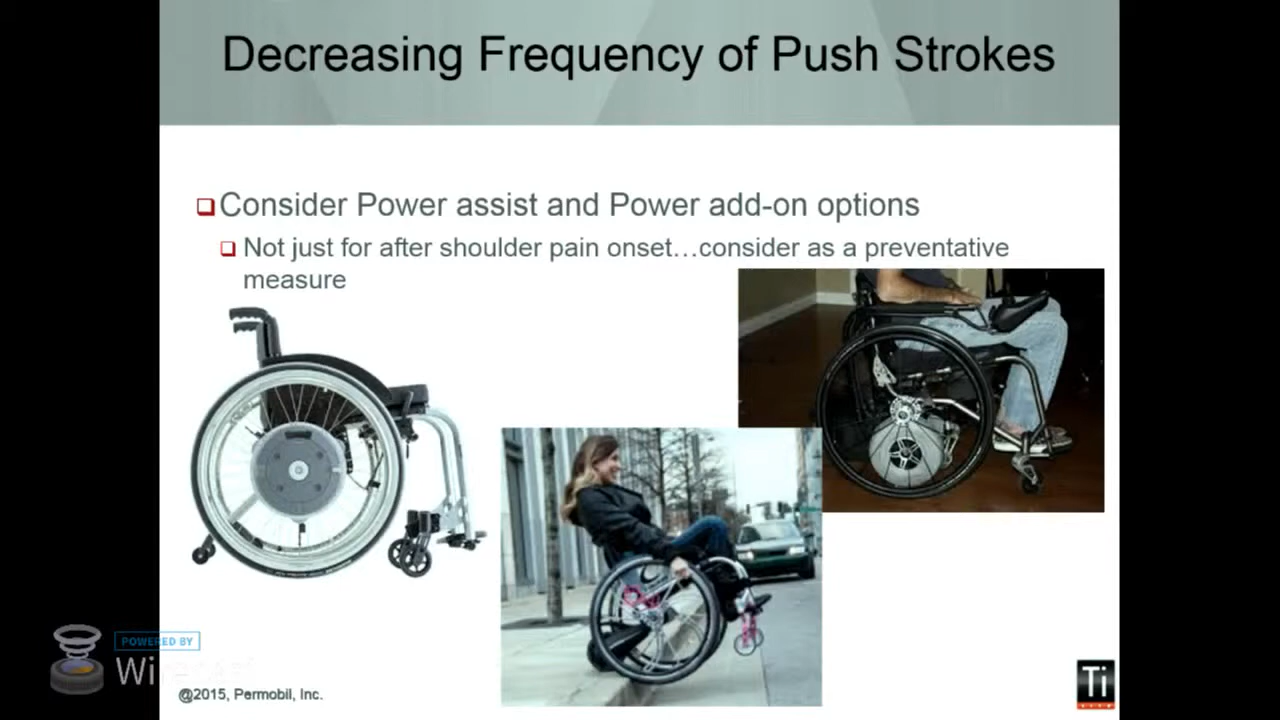 Decreasing Frequency of Push Strokes
Consider Power assist and Power add-on options
Not just for after shoulder pain onset…consider as a preventative
measure
POWERED BY
@2015, Permobil, Inc.
Ti